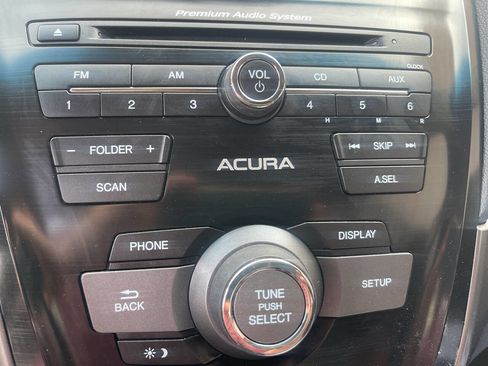 Premium Audio System
CLOCK
FM AM VOL CD AUX
1 2 3 4 5 6
H M R
− FOLDER + SKIP
SCAN ACURA A.SEL
PHONE DISPLAY
BACK TUNE SETUP
PUSH
SELECT